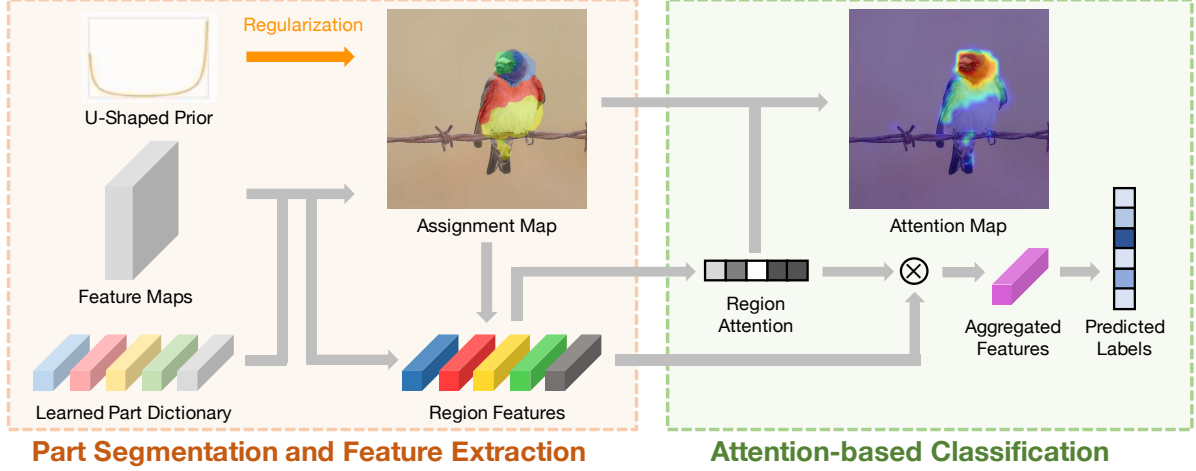 Regularization
U-Shaped Prior
Assignment Map
Attention Map
Feature Maps
Region
Attention
Aggregated
Features
Predicted
Labels
Learned Part Dictionary
Region Features
Part Segmentation and Feature Extraction
Attention-based Classification